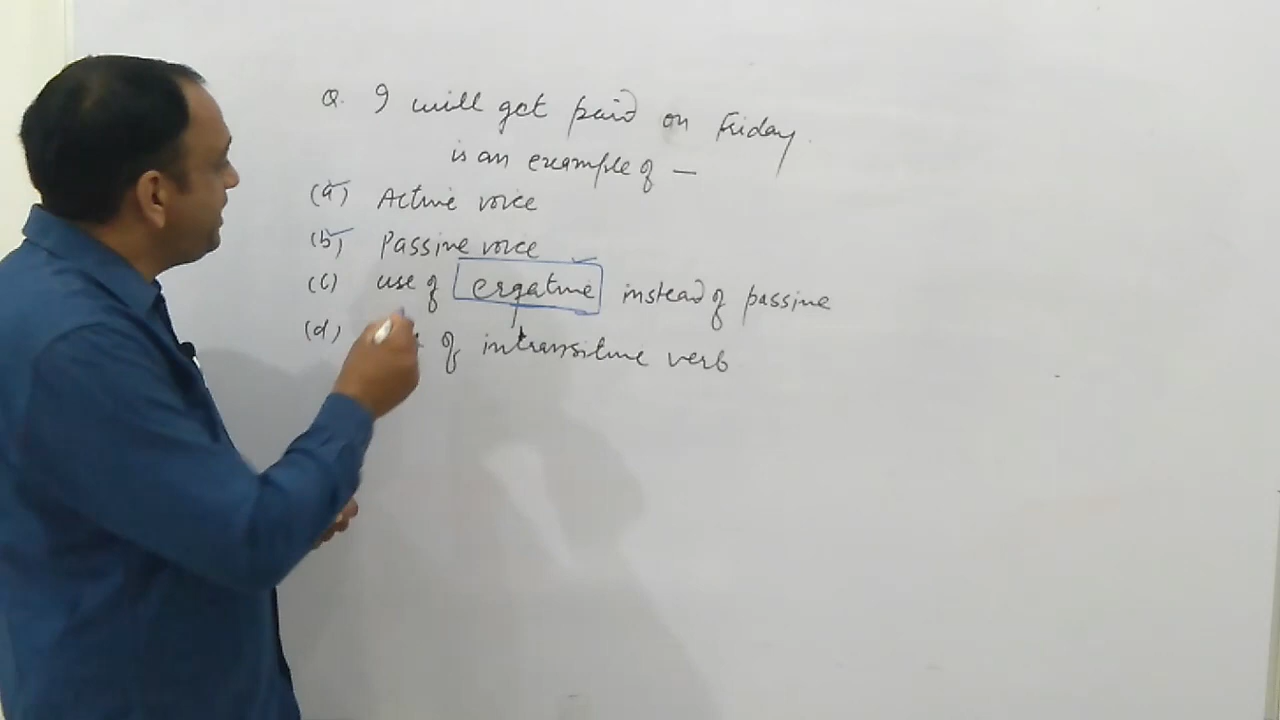 Q. I will get paid on Friday.
is an example of —
(a) Active voice
(b) Passive voice
(c) use of ergative instead of passive
(d) of intransitive verb